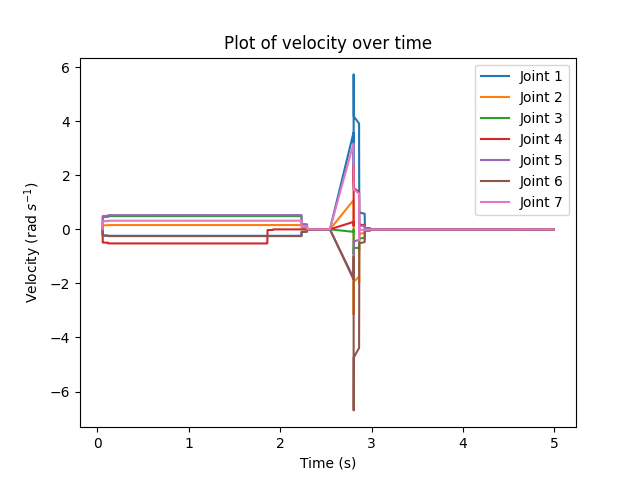 Plot of velocity over time
Velocity (rad s⁻¹)
6
4
2
0
−2
−4
−6
0 1 2 3 4 5
Time (s)
Joint 1
Joint 2
Joint 3
Joint 4
Joint 5
Joint 6
Joint 7